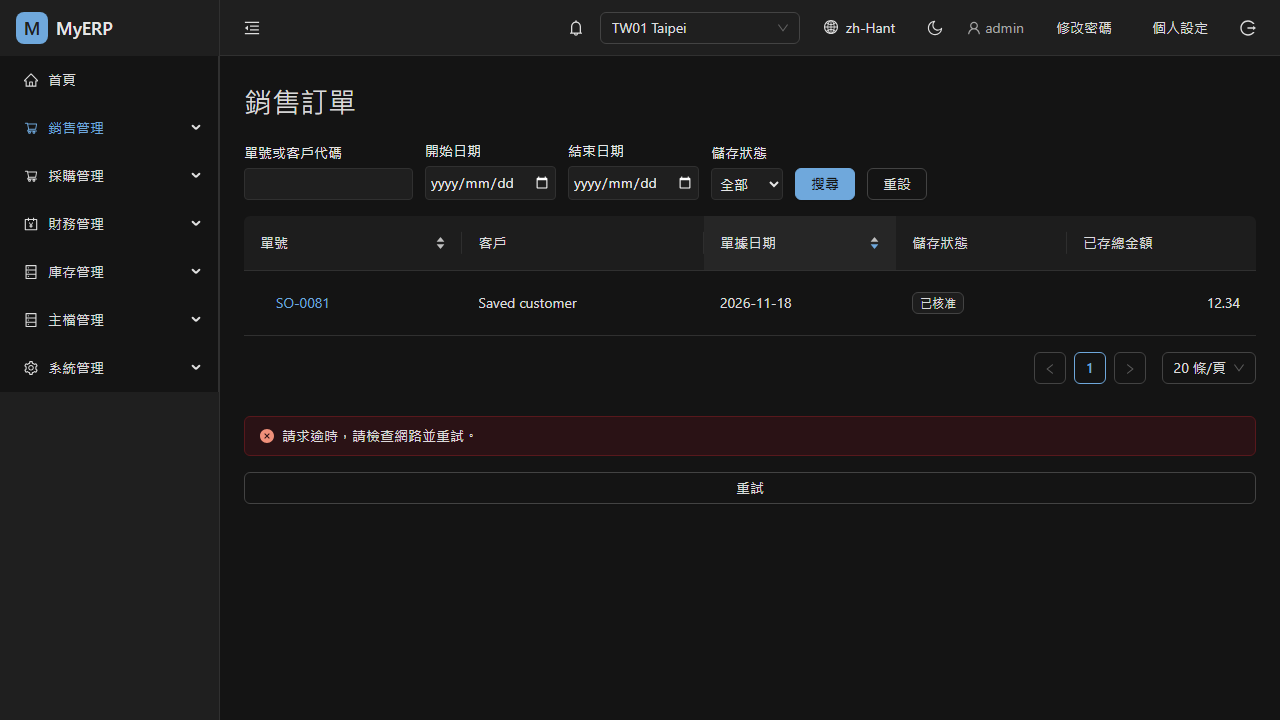 M MyERP
TW01 Taipei
zh-Hant
admin
修改密碼
個人設定
首頁
銷售管理
採購管理
財務管理
庫存管理
主檔管理
系統管理
銷售訂單
單號或客戶代碼
開始日期
yyyy/mm/dd
結束日期
yyyy/mm/dd
儲存狀態
全部
搜尋
重設
單號 客戶 單據日期 儲存狀態 已存總金額
SO-0081 Saved customer 2026-11-18 已核准 12.34
< 1 > 20 條/頁
請求逾時，請檢查網路並重試。
重試